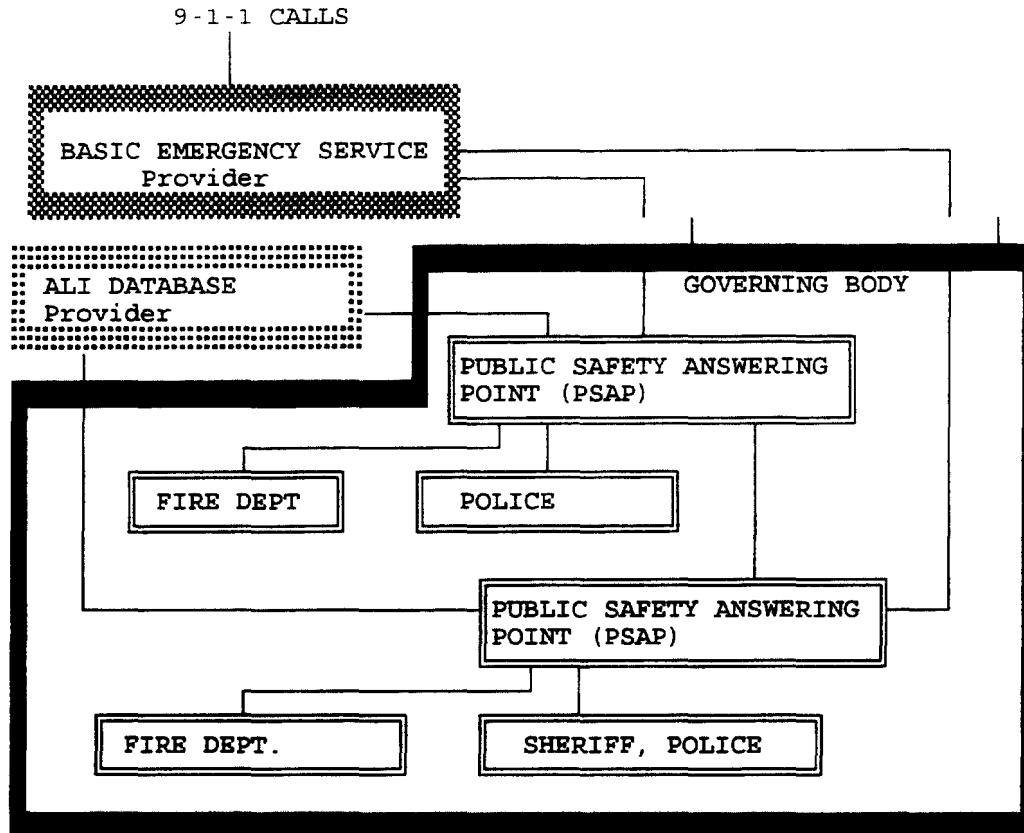 9-1-1 CALLS
BASIC EMERGENCY SERVICE
Provider
ALI DATABASE
Provider
GOVERNING BODY
PUBLIC SAFETY ANSWERING
POINT (PSAP)
FIRE DEPT
POLICE
PUBLIC SAFETY ANSWERING
POINT (PSAP)
FIRE DEPT.
SHERIFF, POLICE